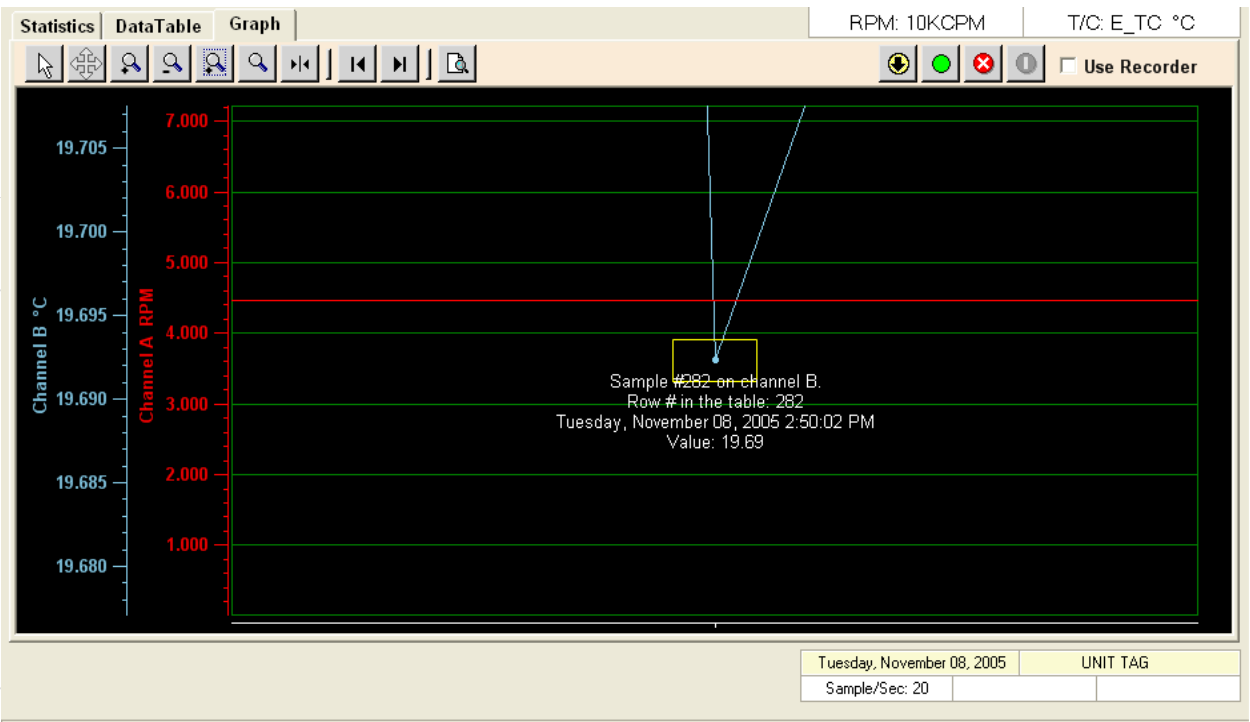 Statistics DataTable Graph
RPM: 10KCPM T/C: E_TC °C
Use Recorder
7.000
19.705
6.000
19.700
5.000
19.695
4.000
19.690
3.000
19.685
2.000
19.680
1.000
Channel B °C
Channel A RPM
Sample #282 on channel B.
Row # in the table: 282
Tuesday, November 08, 2005 2:50:02 PM
Value: 19.69
Tuesday, November 08, 2005 UNIT TAG
Sample/Sec: 20